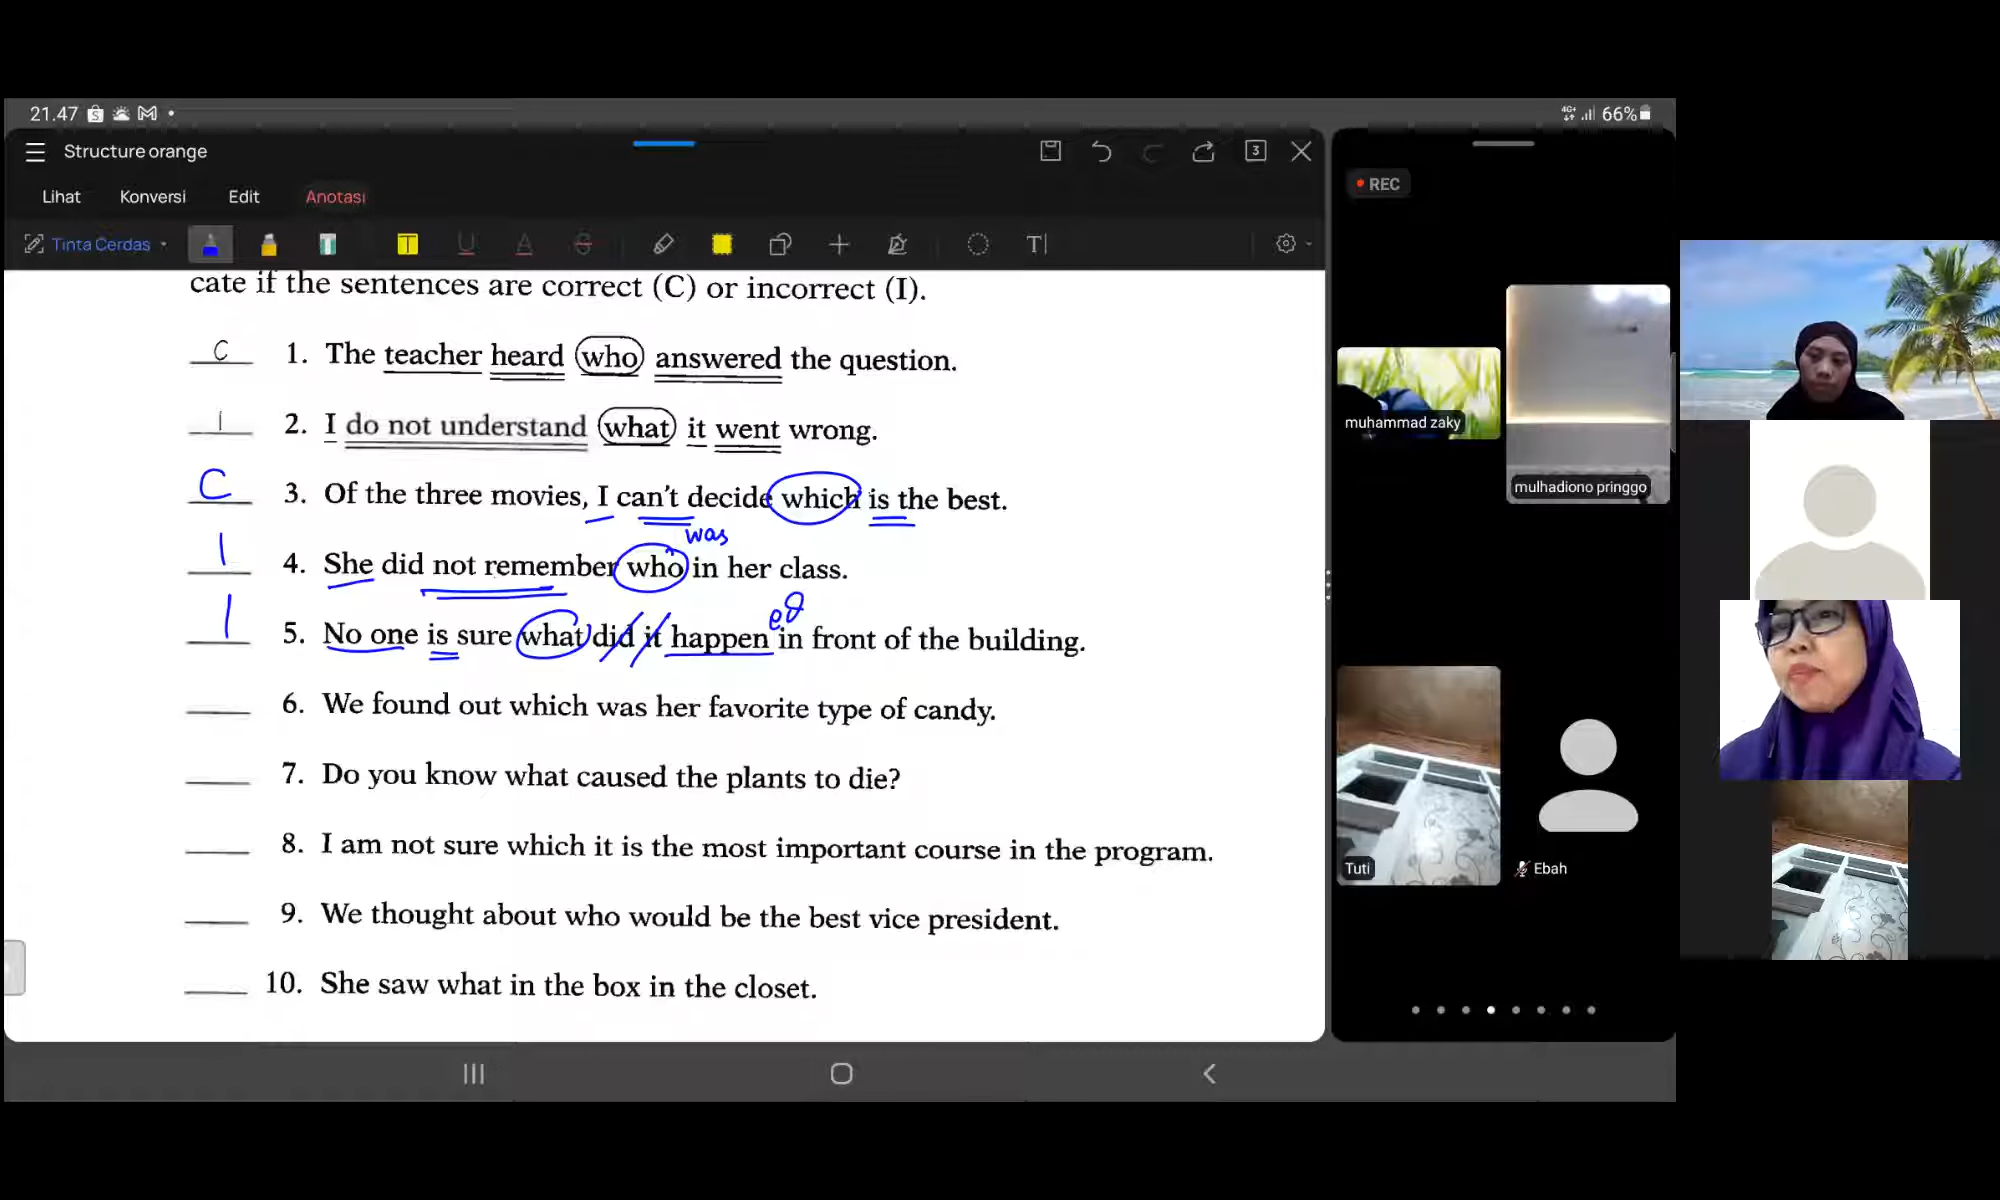 21.47
66%
Structure orange
3
Lihat Konversi Edit Anotasi
Tinta Cerdas
REC
cate if the sentences are correct (C) or incorrect (I).
C 1. The teacher heard who answered the question.
I 2. I do not understand what it went wrong.
C 3. Of the three movies, I can't decide which is the best.
was
I 4. She did not remember who in her class.
ed
I 5. No one is sure what did it happen in front of the building.
6. We found out which was her favorite type of candy.
7. Do you know what caused the plants to die?
8. I am not sure which it is the most important course in the program.
9. We thought about who would be the best vice president.
10. She saw what in the box in the closet.
muhammad zaky
mulhadiono pringgo
Tuti
Ebah